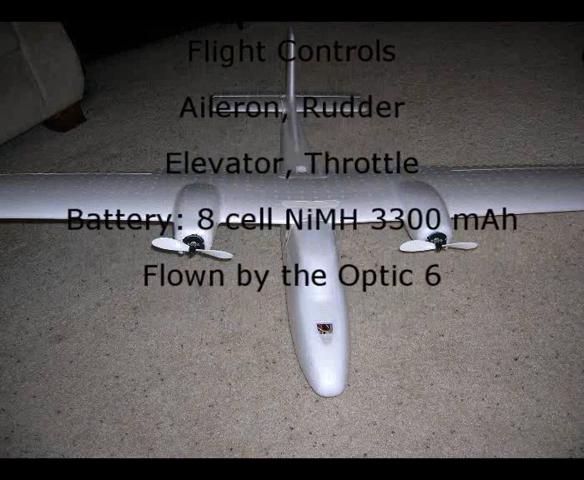 Flight Controls
Aileron, Rudder
Elevator, Throttle
Battery: 8 cell NiMH 3300 mAh
Flown by the Optic 6